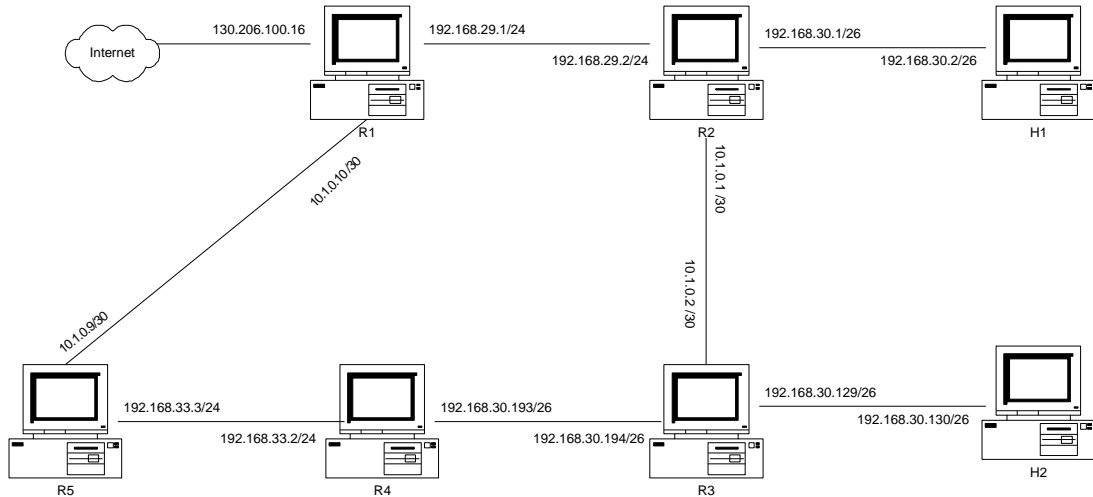 130.206.100.16
192.168.29.1/24
192.168.30.1/26
Internet
192.168.29.2/24
192.168.30.2/26
R1
R2
H1
10.1.0.10 /30
10.1.0.1 /30
10.1.0.9/30
10.1.0.2 /30
192.168.33.3/24
192.168.30.193/26
192.168.30.129/26
192.168.33.2/24
192.168.30.194/26
192.168.30.130/26
R5
R4
R3
H2